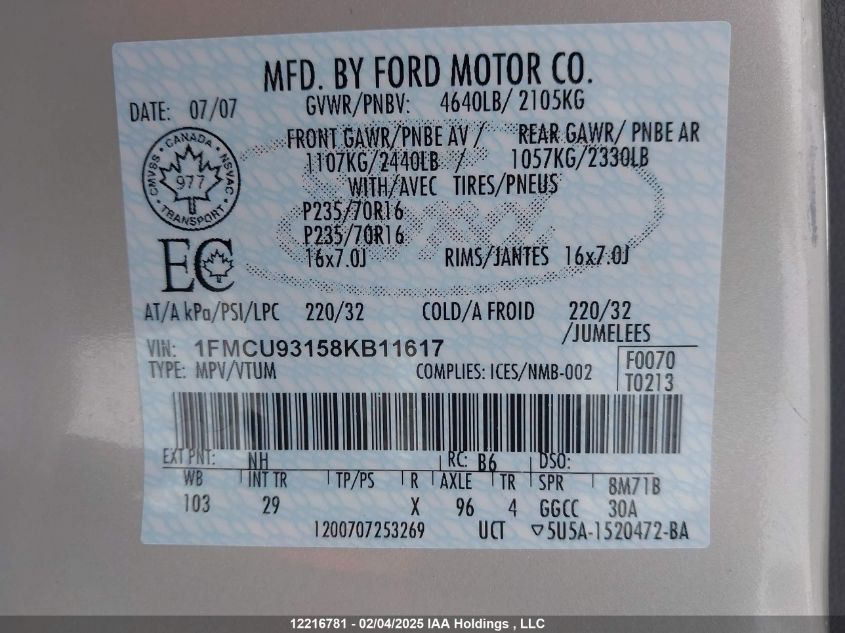 MFD. BY FORD MOTOR CO.
DATE: 07/07
GVWR/PNBV: 4640LB/ 2105KG
FRONT GAWR/PNBE AV / REAR GAWR/ PNBE AR
1107KG/2440LB / 1057KG/2330LB
WITH/AVEC TIRES/PNEUS
P235/70R16
P235/70R16
16x7.0J RIMS/JANTES 16x7.0J
CANADA
CMVSS NSVAC
977
TRANSPORT
EC
AT/A kPa/PSI/LPC 220/32 COLD/A FROID 220/32
/JUMELEES
VIN: 1FMCU93158KB11617
TYPE: MPV/VTUM COMPLIES: ICES/NMB-002
F0070
T0213
EXT PNT: NH RC: B6 DSO:
WB INT TR TP/PS R AXLE TR SPR 8M71B
103 29 X 96 4 GGCC 30A
1200707253269 UCT ▽5U5A-1520472-BA
12216781 - 02/04/2025 IAA Holdings , LLC